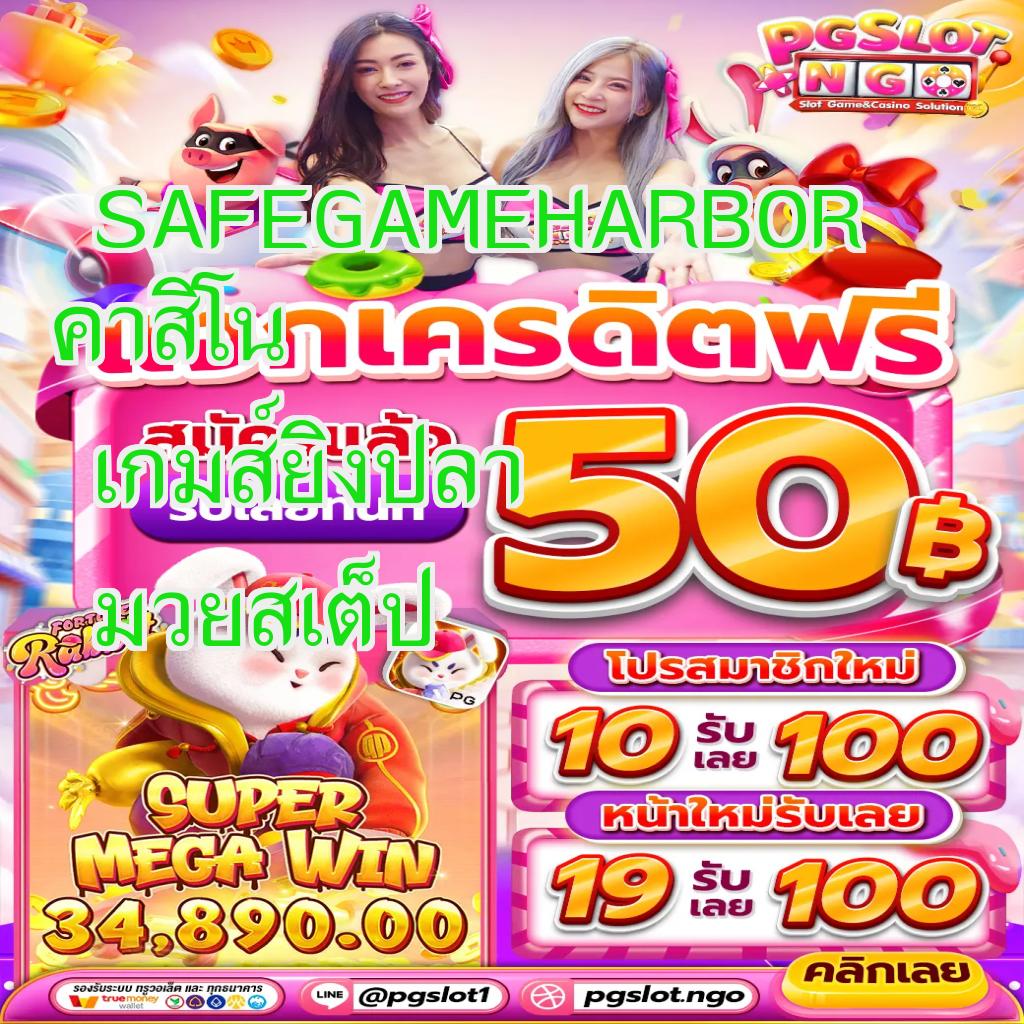 PGSLOT
NGO
Slot Game&Casino Solution
SAFEGAMEHARBOR
คาสิโน
เครดิตฟรี
เกมส์ยิงปลา
50฿
มวยสเต็ป
PG
SUPER
MEGA WIN
34,890.00
โปรสมาชิกใหม่
10 รับเลย 100
หน้าใหม่รับเลย
19 รับเลย 100
คลิกเลย
รองรับระบบ ทรูวอเล็ต และ ทุกธนาคาร
truemoney
wallet
LINE @pgslot1
pgslot.ngo